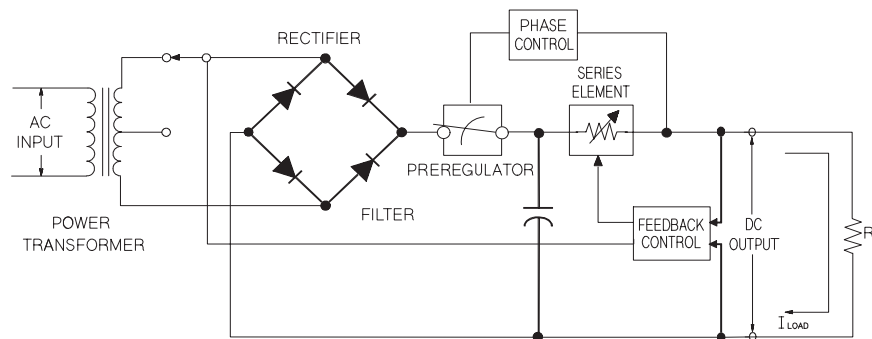 PHASE
CONTROL
RECTIFIER
SERIES
ELEMENT
AC
INPUT
PREREGULATOR
POWER
TRANSFORMER
FILTER
FEEDBACK
CONTROL
DC
OUTPUT
R
I LOAD